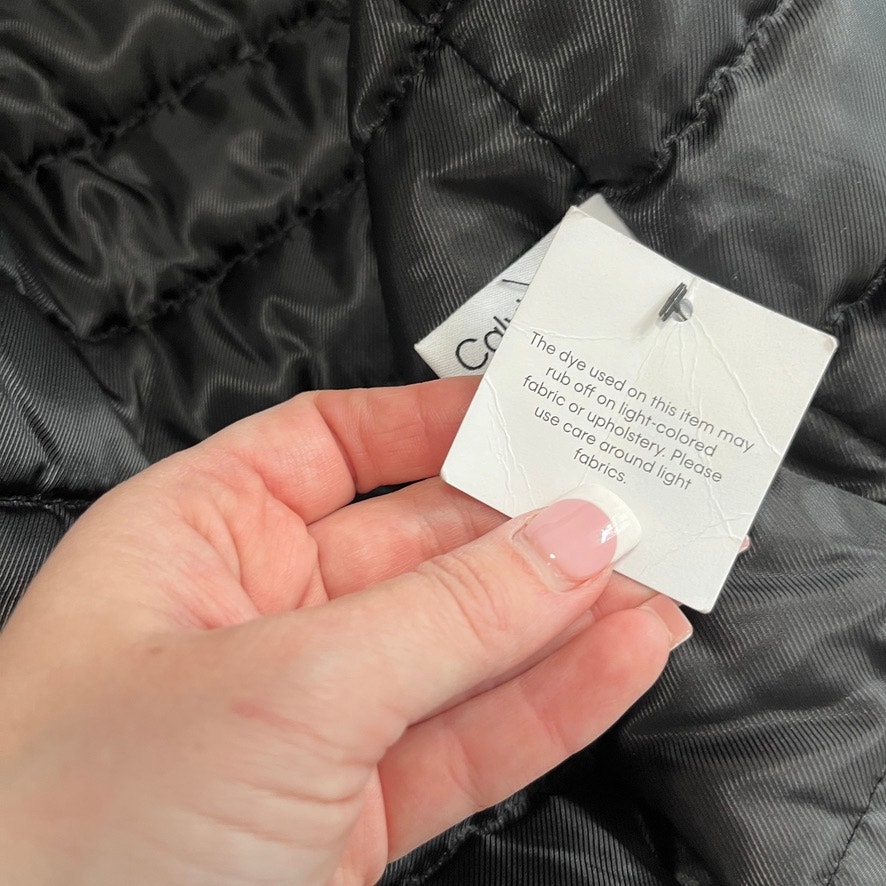 The dye used on this item may
rub off on light-colored
fabric or upholstery. Please
use care around light
fabrics.